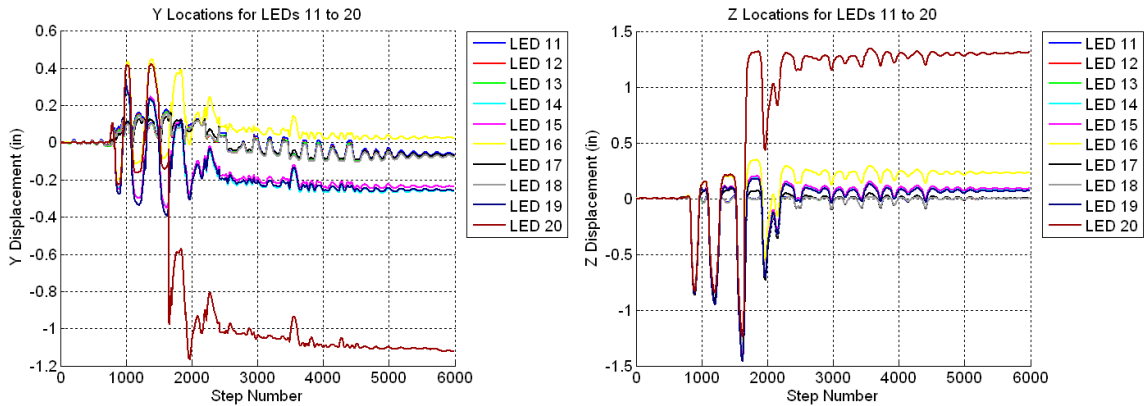 Y Locations for LEDs 11 to 20
0.6
0.4
0.2
0
-0.2
-0.4
-0.6
-0.8
-1
-1.2
Y Displacement (in)
0 1000 2000 3000 4000 5000 6000
Step Number
LED 11
LED 12
LED 13
LED 14
LED 15
LED 16
LED 17
LED 18
LED 19
LED 20
Z Locations for LEDs 11 to 20
1.5
1
0.5
0
-0.5
-1
-1.5
Z Displacement (in)
0 1000 2000 3000 4000 5000 6000
Step Number
LED 11
LED 12
LED 13
LED 14
LED 15
LED 16
LED 17
LED 18
LED 19
LED 20